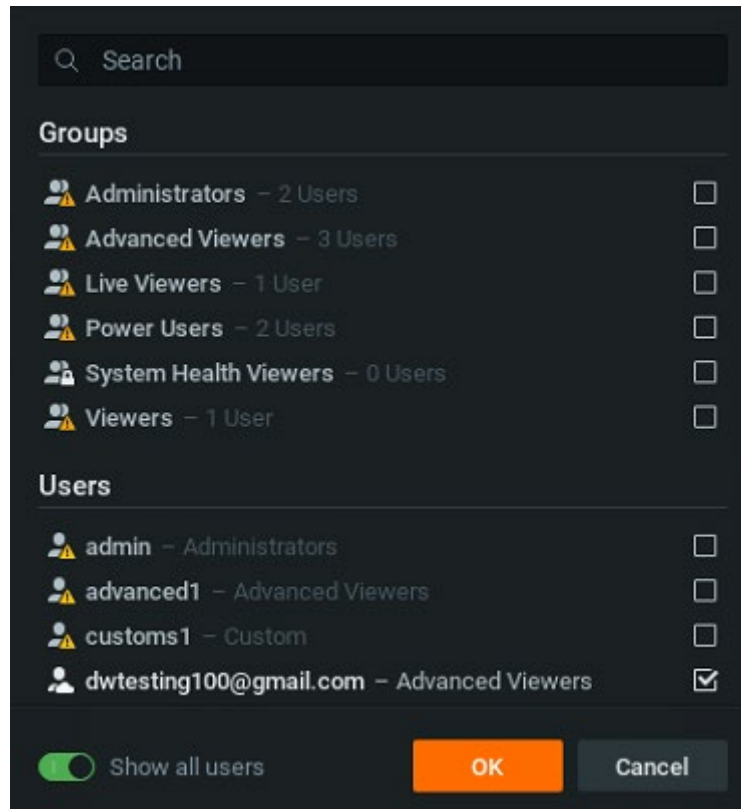 Search
Groups
Administrators – 2 Users
Advanced Viewers – 3 Users
Live Viewers – 1 User
Power Users – 2 Users
System Health Viewers – 0 Users
Viewers – 1 User
Users
admin – Administrators
advanced1 – Advanced Viewers
customs1 – Custom
dwtesting100@gmail.com – Advanced Viewers
Show all users OK Cancel